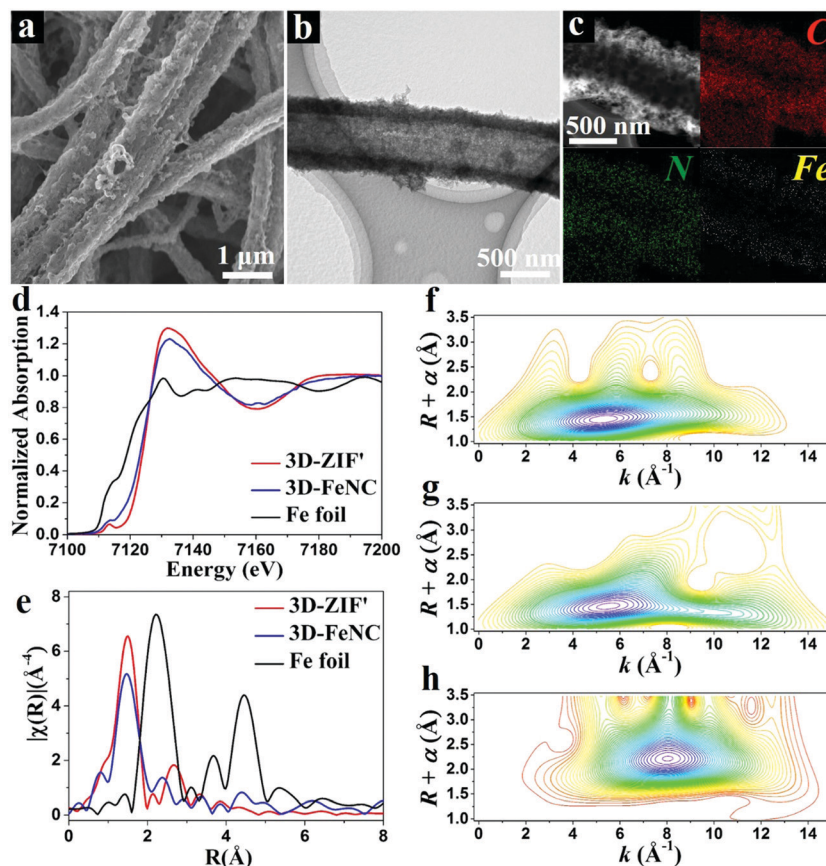 a
1 μm
b
500 nm
c
500 nm
C
N
Fe
d
Normalized Absorption
1.4
1.2
1.0
0.8
0.6
0.4
0.2
0.0
3D-ZIF'
3D-FeNC
Fe foil
7100 7120 7140 7160 7180 7200
Energy (eV)
e
|χ(R)|(Å⁻⁴)
8
6
4
2
0
3D-ZIF'
3D-FeNC
Fe foil
0 2 4 6 8
R(Å)
f
R + α (Å)
3.5
3.0
2.5
2.0
1.5
1.0
0 2 4 6 8 10 12 14
k (Å⁻¹)
g
R + α (Å)
3.5
3.0
2.5
2.0
1.5
1.0
0 2 4 6 8 10 12 14
k (Å⁻¹)
h
R + α (Å)
3.5
3.0
2.5
2.0
1.5
1.0
0 2 4 6 8 10 12 14
k (Å⁻¹)